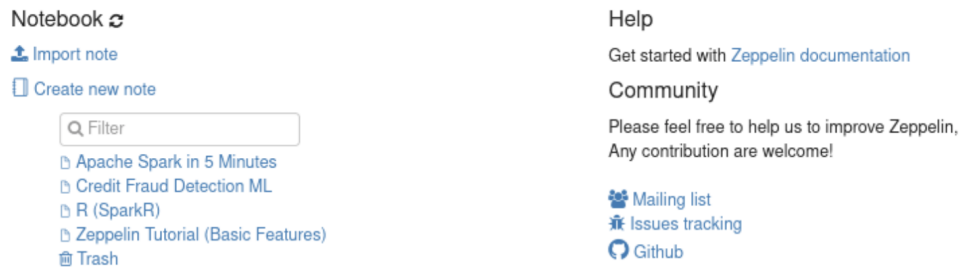 Notebook
Import note
Create new note
Filter
Apache Spark in 5 Minutes
Credit Fraud Detection ML
R (SparkR)
Zeppelin Tutorial (Basic Features)
Trash
Help
Get started with Zeppelin documentation
Community
Please feel free to help us to improve Zeppelin,
Any contribution are welcome!
Mailing list
Issues tracking
Github